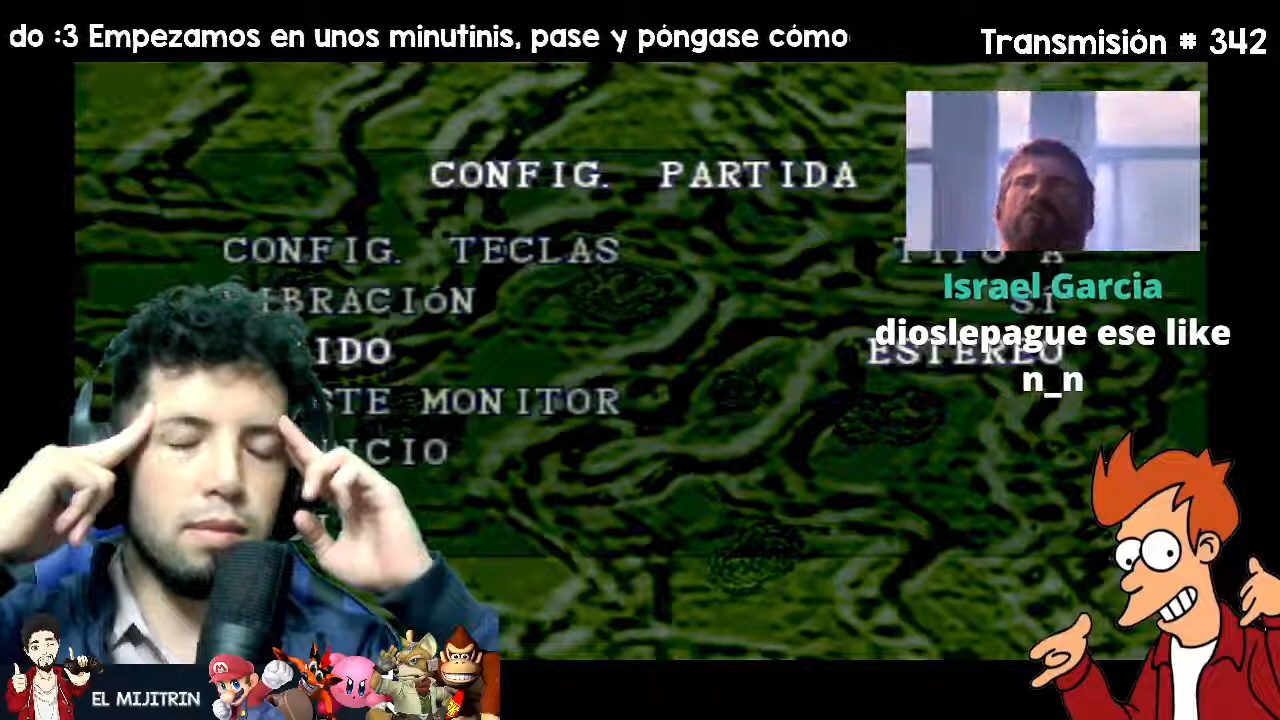 do :3 Empezamos en unos minutinis, pase y póngase cómo
Transmisión # 342
CONFIG. PARTIDA
CONFIG. TECLAS
TIPO A
IBRACIÓN
SI
Israel Garcia
dioslepague ese like
n_n
IDO
ESTÉREO
STE MONITOR
ICIO
EL MIJITRIN